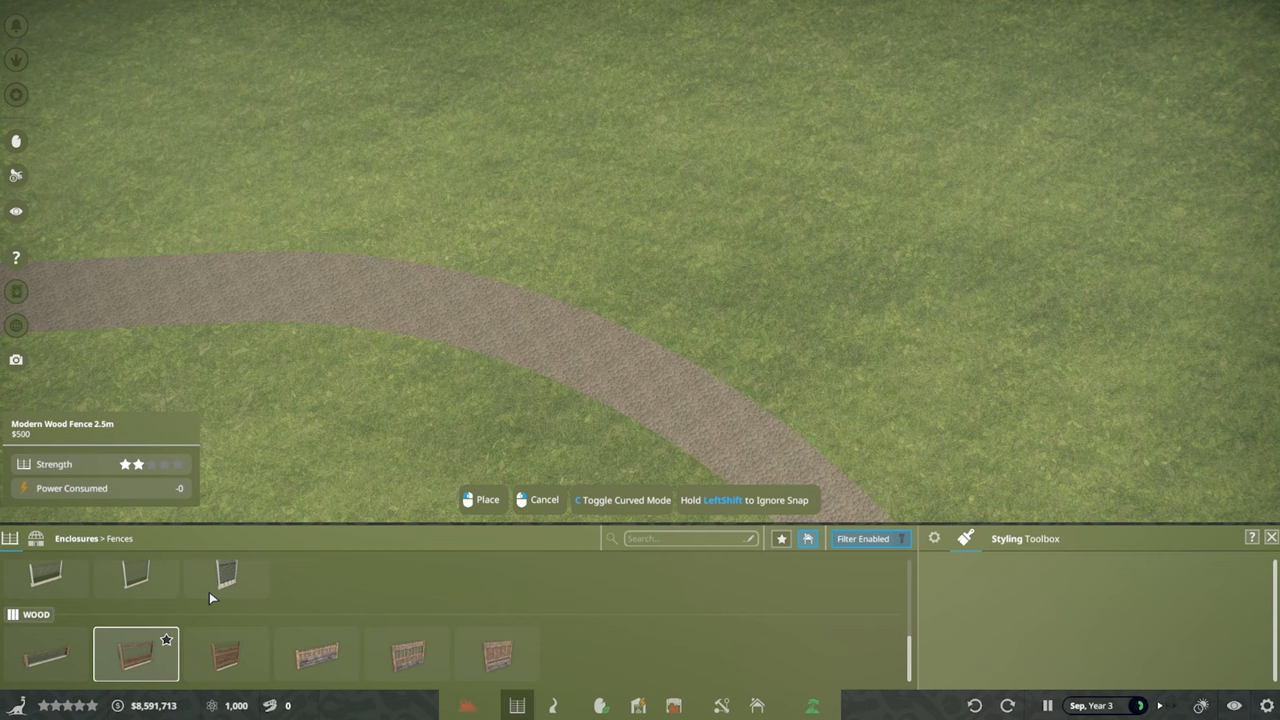 ?
Modern Wood Fence 2.5m
$500
Strength
Power Consumed -0
Place Cancel C Toggle Curved Mode Hold LeftShift to Ignore Snap
Enclosures > Fences Search... Filter Enabled Styling Toolbox ?
WOOD
$8,591,713 1,000 0 Sep, Year 3